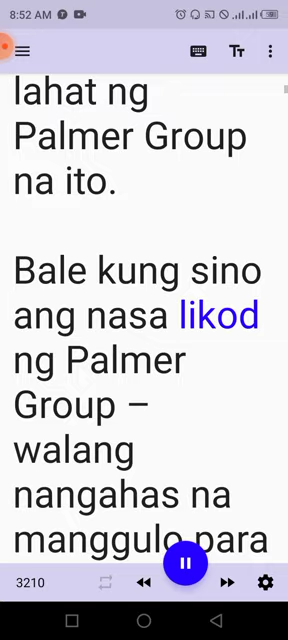 8:52 AM
lahat ng
Palmer Group
na ito.
Bale kung sino
ang nasa likod
ng Palmer
Group –
walang
nangahas na
manggulo para
3210